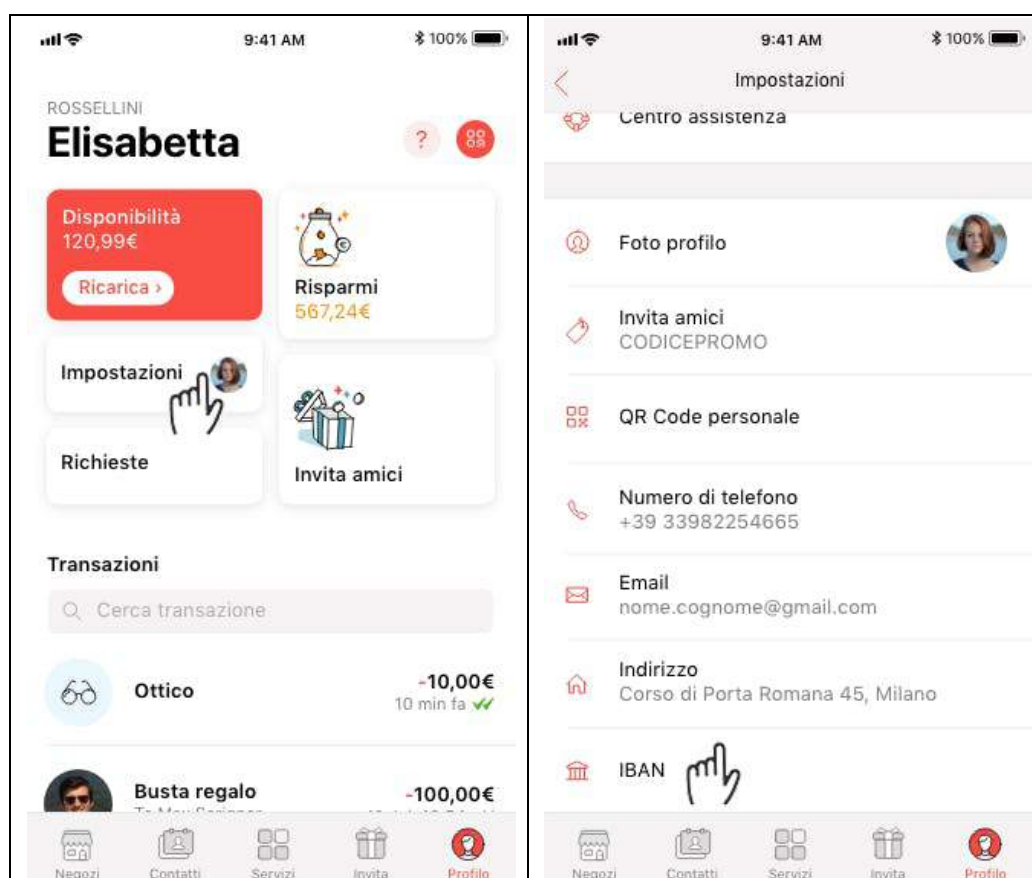 9:41 AM
100%
ROSSELLINI
Elisabetta
?
Disponibilità
120,99€
Ricarica ›
Risparmi
567,24€
Impostazioni
Richieste
Invita amici
Transazioni
Cerca transazione
Ottico
-10,00€
10 min fa
Busta regalo
-100,00€
Negozi
Contatti
Servizi
Invita
Profilo
9:41 AM
100%
Impostazioni
Centro assistenza
Foto profilo
Invita amici
CODICEPROMO
QR Code personale
Numero di telefono
+39 33982254665
Email
nome.cognome@gmail.com
Indirizzo
Corso di Porta Romana 45, Milano
IBAN
Negozi
Contatti
Servizi
Invita
Profilo